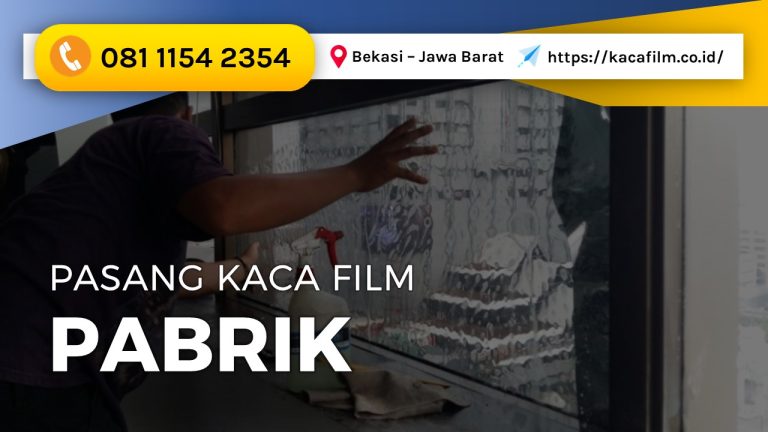 081 1154 2354
Bekasi – Jawa Barat
https://kacafilm.co.id/
PASANG KACA FILM
PABRIK